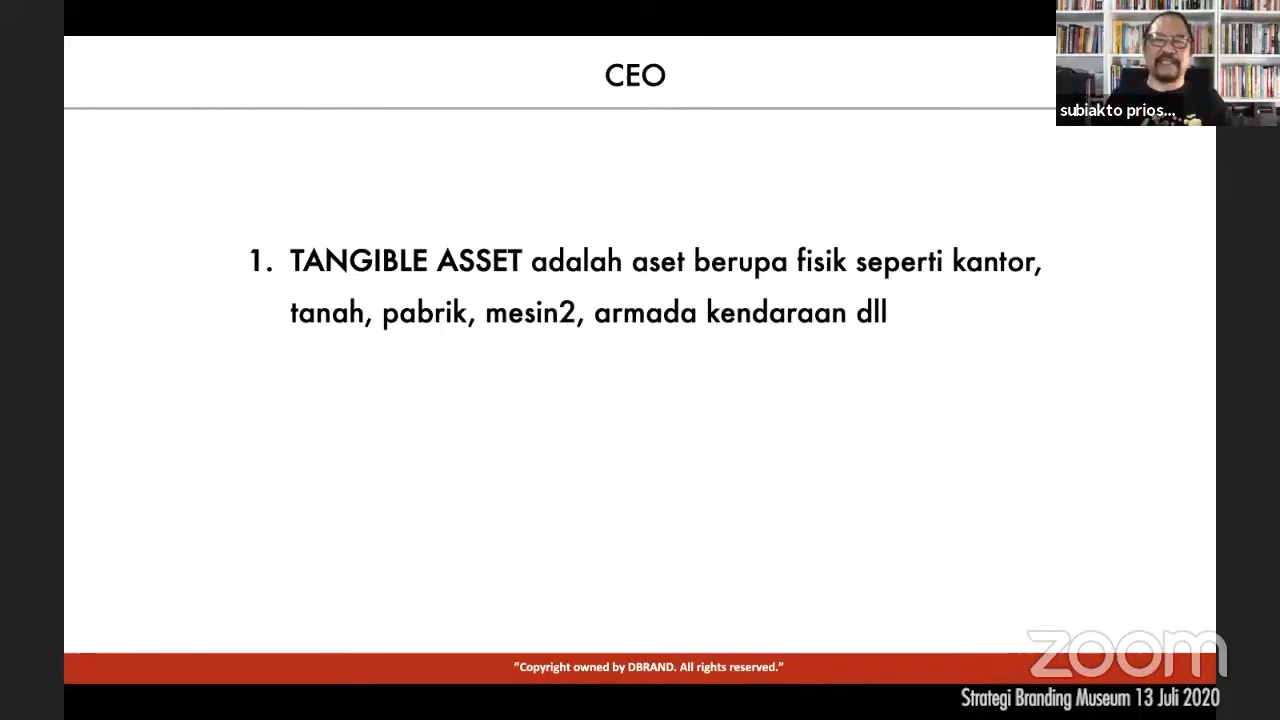 CEO
subiakto prios...
1. TANGIBLE ASSET adalah aset berupa fisik seperti kantor,
tanah, pabrik, mesin2, armada kendaraan dll
"Copyright owned by DBRAND. All rights reserved."
zoom
Strategi Branding Museum 13 Juli 2020